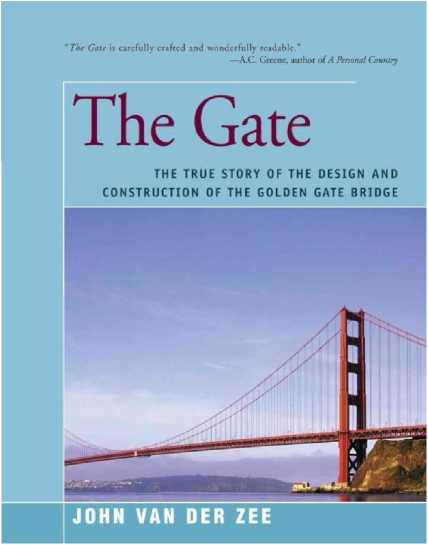 "The Gate is carefully crafted and wonderfully readable."
—A.C. Greene, author of A Personal Country
The Gate
THE TRUE STORY OF THE DESIGN AND
CONSTRUCTION OF THE GOLDEN GATE BRIDGE
JOHN VAN DER ZEE